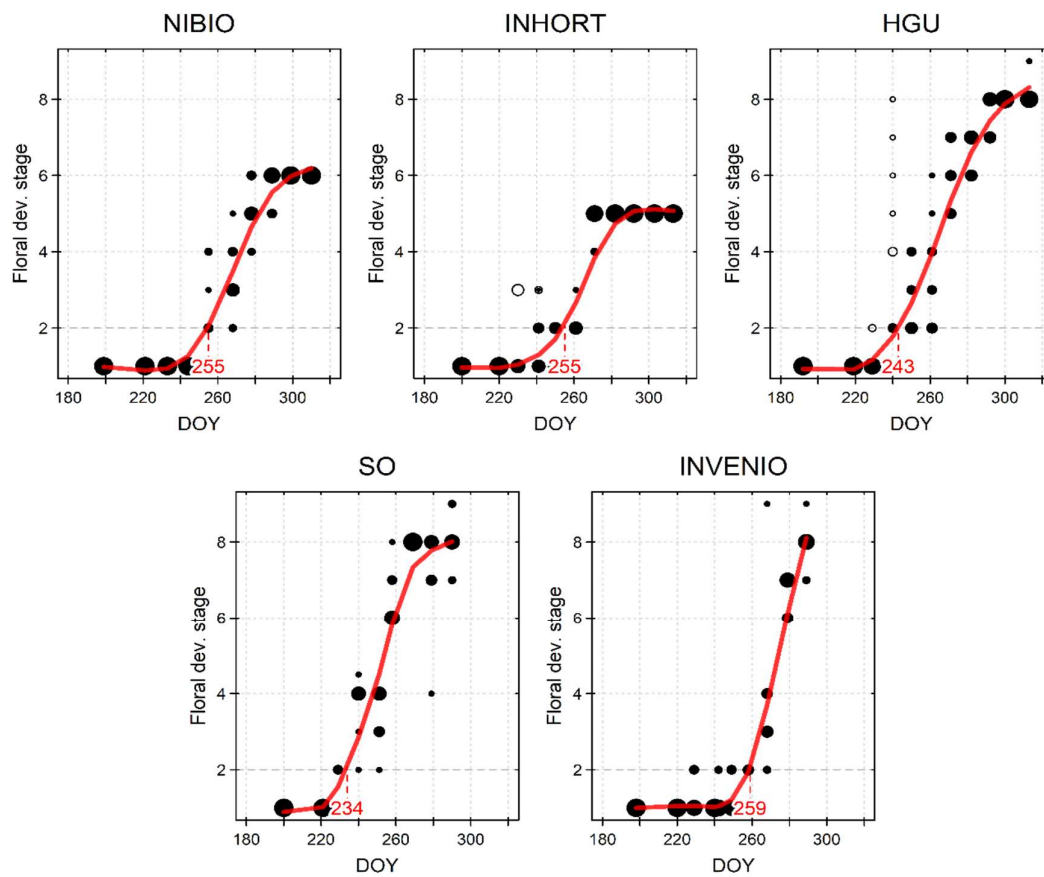 NIBIO
INHORT
HGU
Floral dev. stage
8
6
4
2
255
180 220 260 300
DOY
Floral dev. stage
8
6
4
2
255
180 220 260 300
DOY
Floral dev. stage
8
6
4
2
243
180 220 260 300
DOY
SO
INVENIO
Floral dev. stage
8
6
4
2
234
180 220 260 300
DOY
Floral dev. stage
8
6
4
2
259
180 220 260 300
DOY